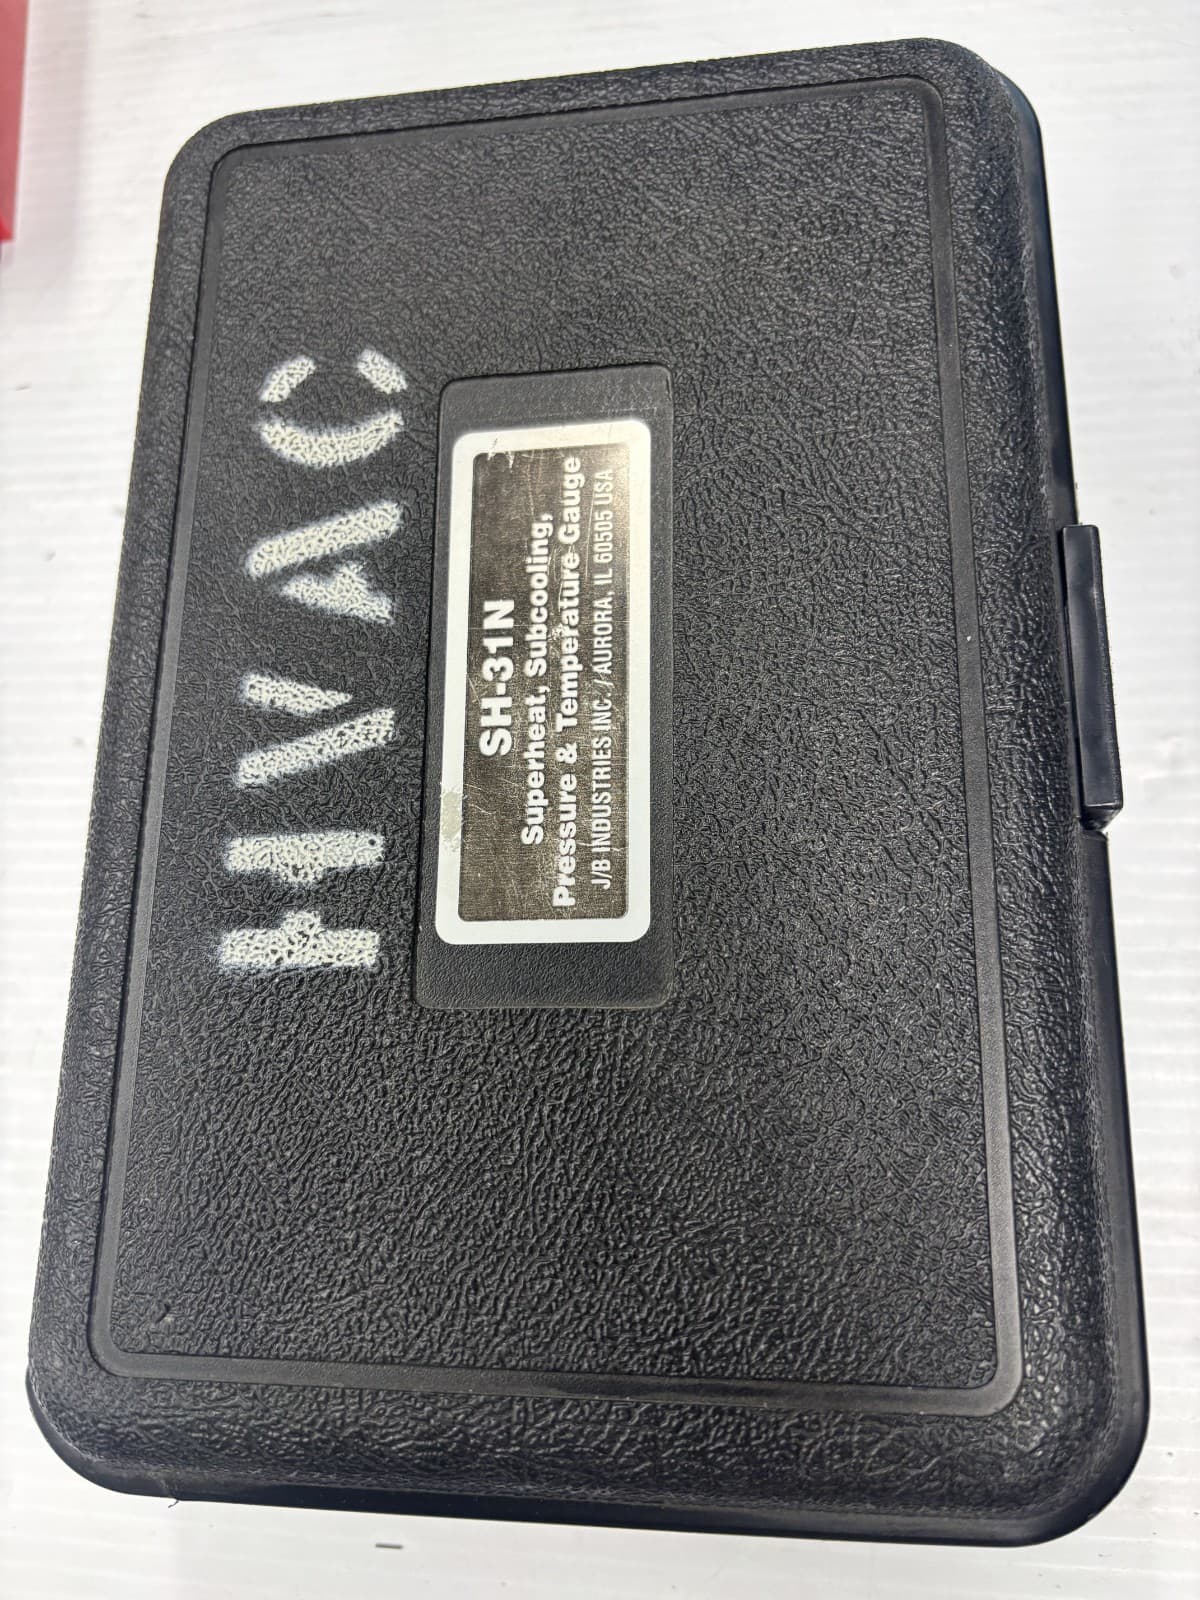 HVAC
SH-31N
Superheat, Subcooling,
Pressure & Temperature Gauge
J/B INDUSTRIES INC. / AURORA, IL 60505 USA